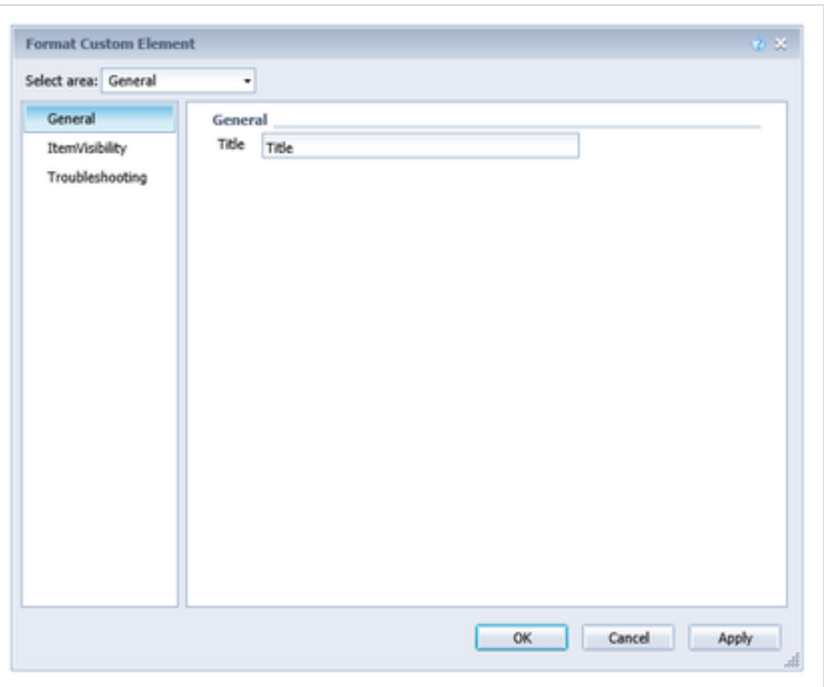 Format Custom Element
Select area: General
General
ItemVisibility
Troubleshooting
General
Title Title
OK Cancel Apply